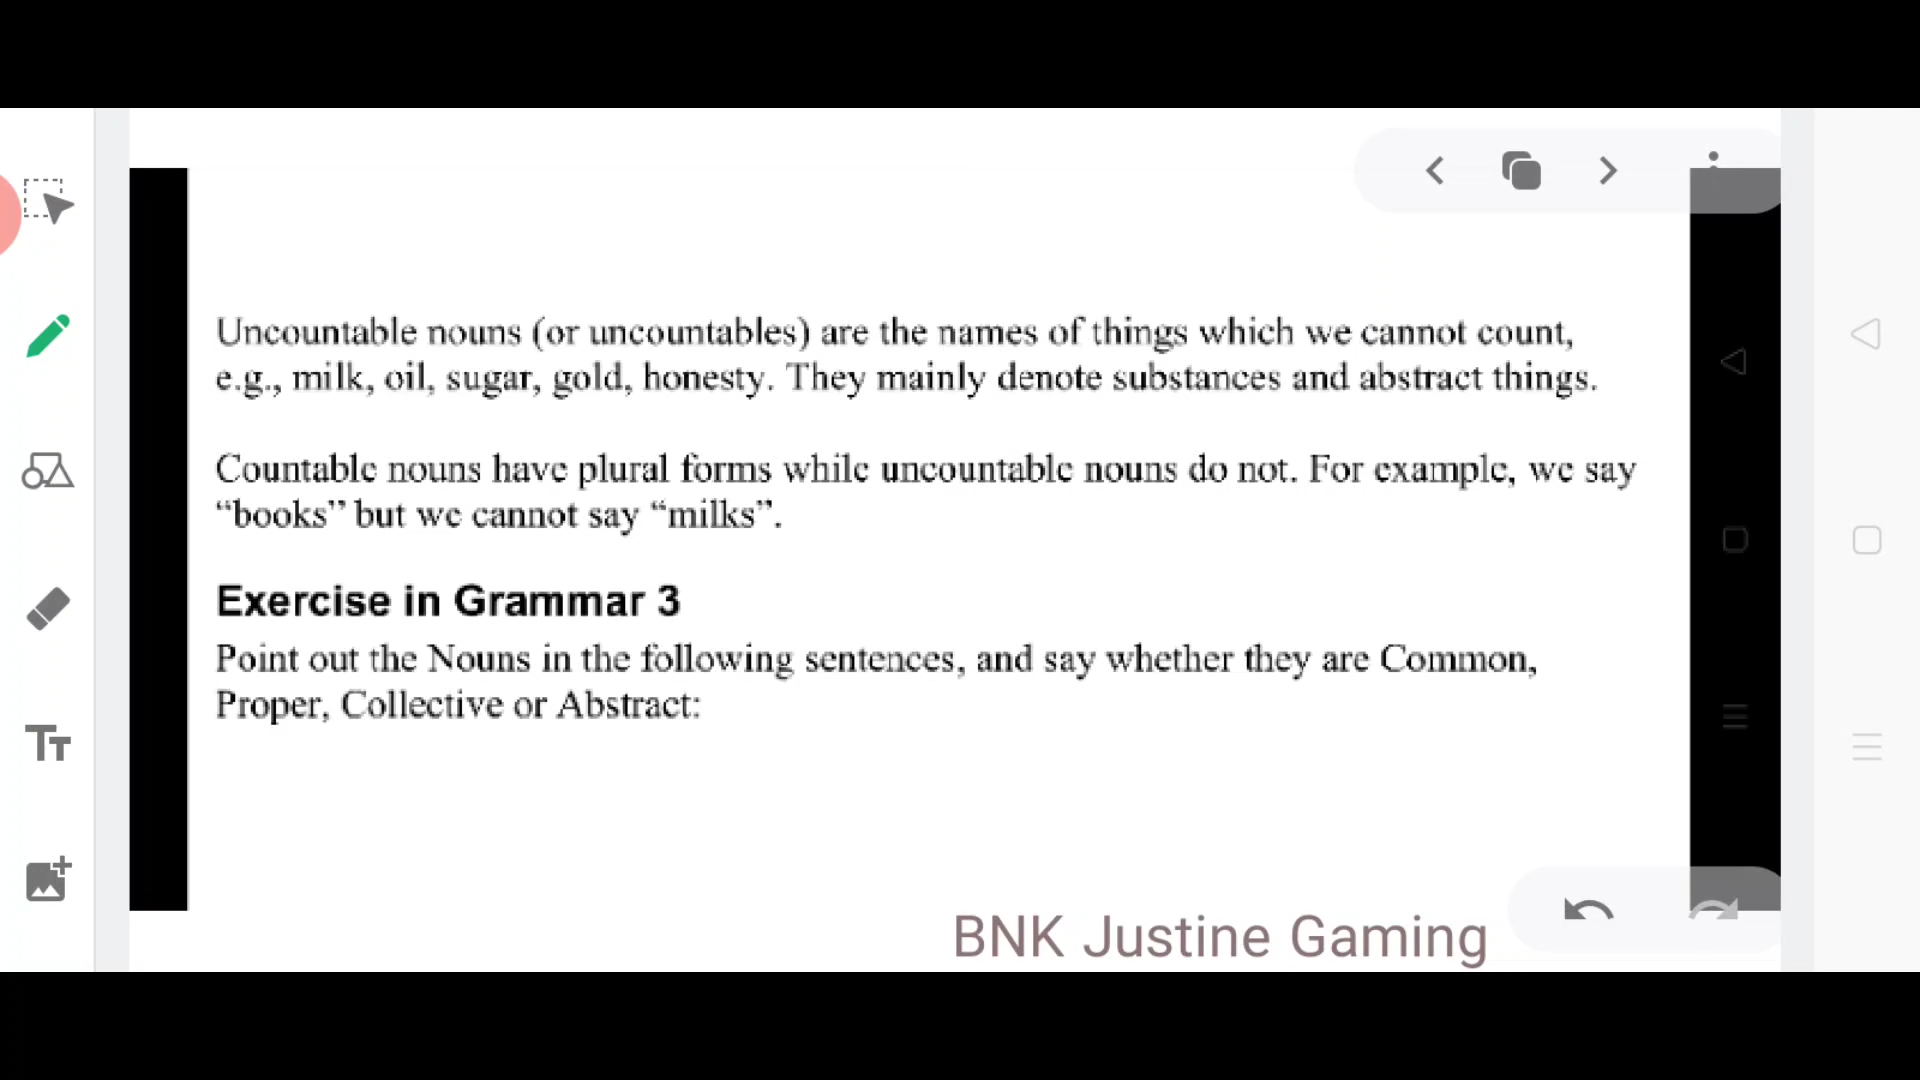 Uncountable nouns (or uncountables) are the names of things which we cannot count,
e.g., milk, oil, sugar, gold, honesty. They mainly denote substances and abstract things.
Countable nouns have plural forms while uncountable nouns do not. For example, we say
“books” but we cannot say “milks”.
Exercise in Grammar 3
Point out the Nouns in the following sentences, and say whether they are Common,
Proper, Collective or Abstract:
TT
BNK Justine Gaming